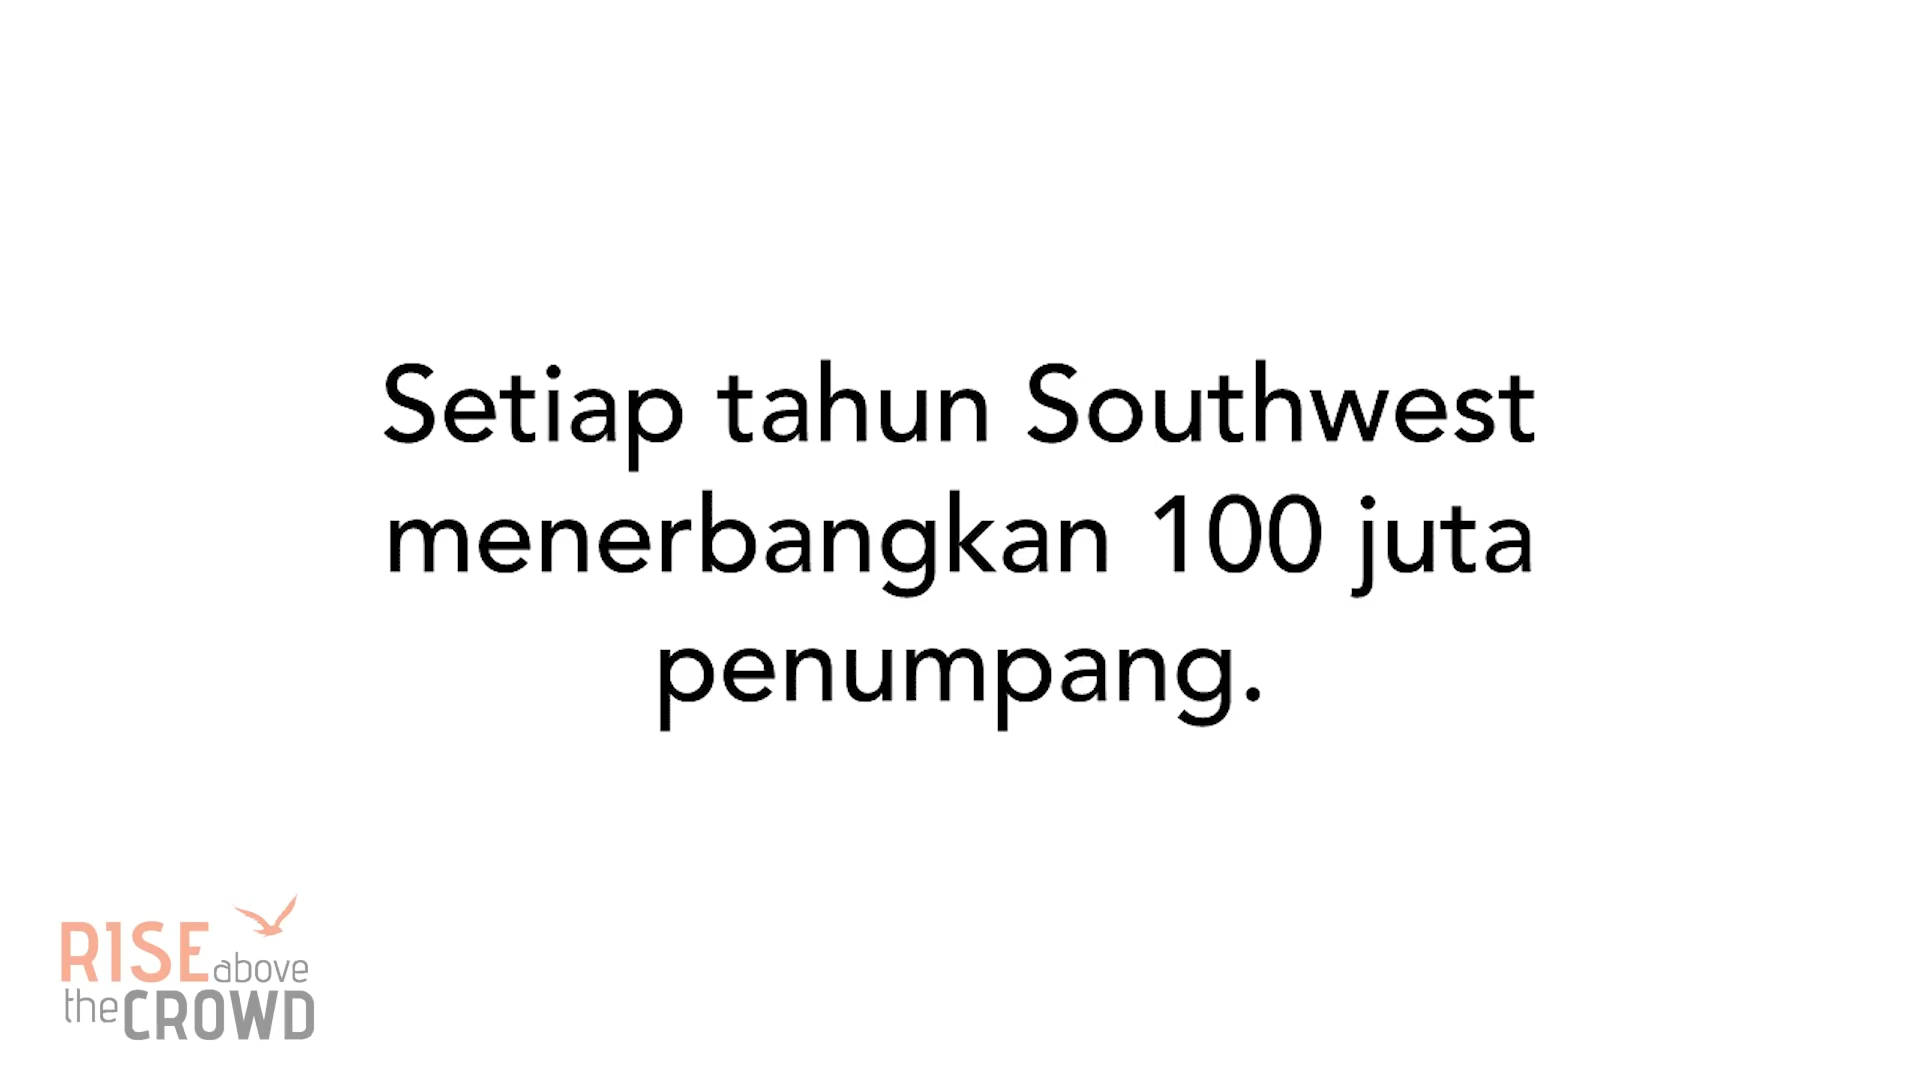 Setiap tahun Southwest
menerbangkan 100 juta
penumpang.
RISE above
the CROWD